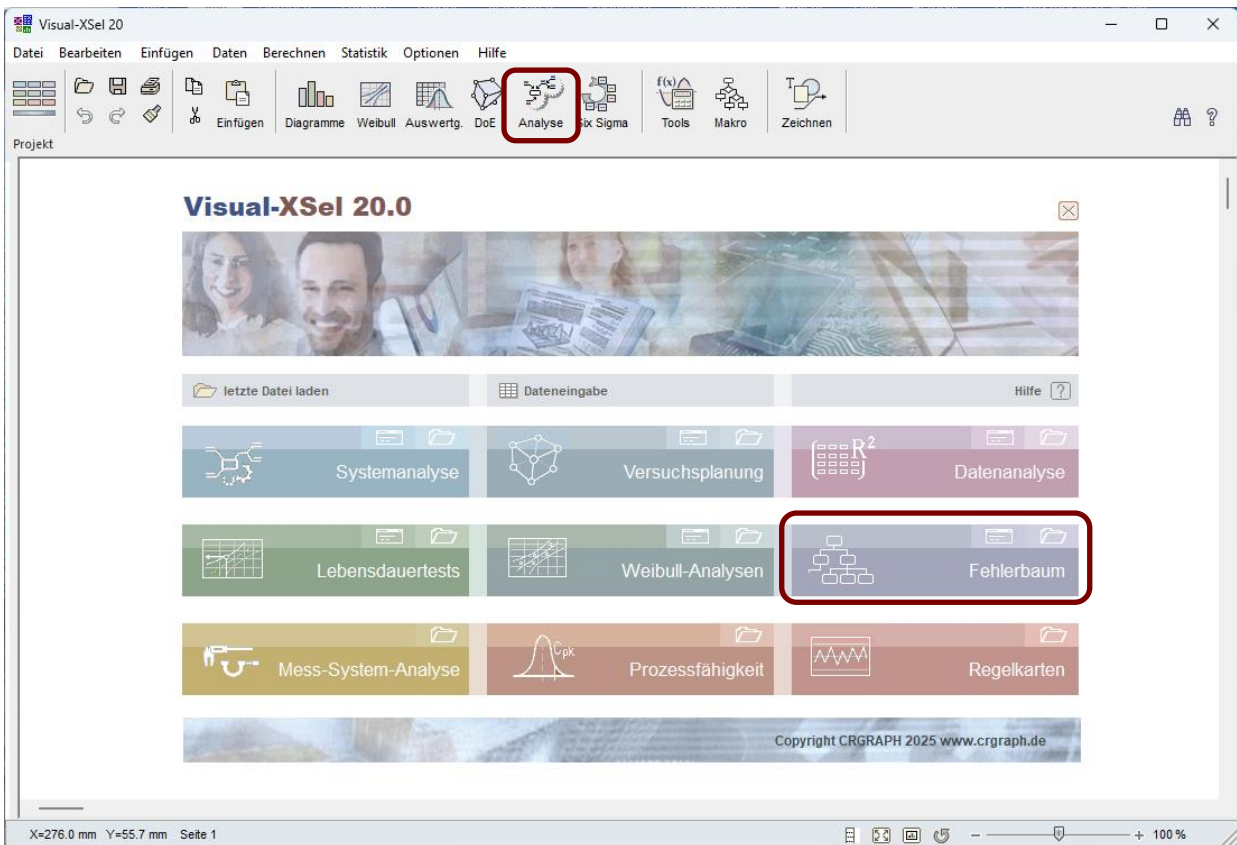 Visual-XSel 20
Datei Bearbeiten Einfügen Daten Berechnen Statistik Optionen Hilfe
Einfügen Diagramme Weibull Auswertg. DoE Analyse Six Sigma Tools Makro Zeichnen
Projekt
Visual-XSel 20.0
letzte Datei laden Dateneingabe Hilfe ?
Systemanalyse Versuchsplanung R2 Datenanalyse
Lebensdauertests Weibull-Analysen Fehlerbaum
Mess-System-Analyse Cpk Prozessfähigkeit Regelkarten
Copyright CRGRAPH 2025 www.crgraph.de
X=276.0 mm Y=55.7 mm Seite 1 100 %